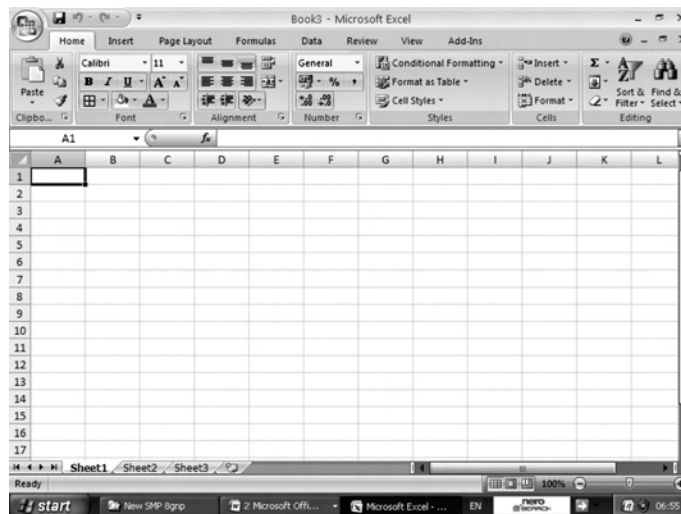 Book3 - Microsoft Excel
Home Insert Page Layout Formulas Data Review View Add-Ins
Calibri 11 General Conditional Formatting Insert Σ
Paste B I U A A % , Format as Table Delete Sort & Find &
A Cell Styles Format Filter Select
Clipbo... Font Alignment Number Styles Cells Editing
A1 fx
A B C D E F G H I J K L
1
2
3
4
5
6
7
8
9
10
11
12
13
14
15
16
17
Sheet1 Sheet2 Sheet3
Ready 100%
start New SMP 8gnp 2 Microsoft Offi... Microsoft Excel - ... EN nero SEARCH 06:55